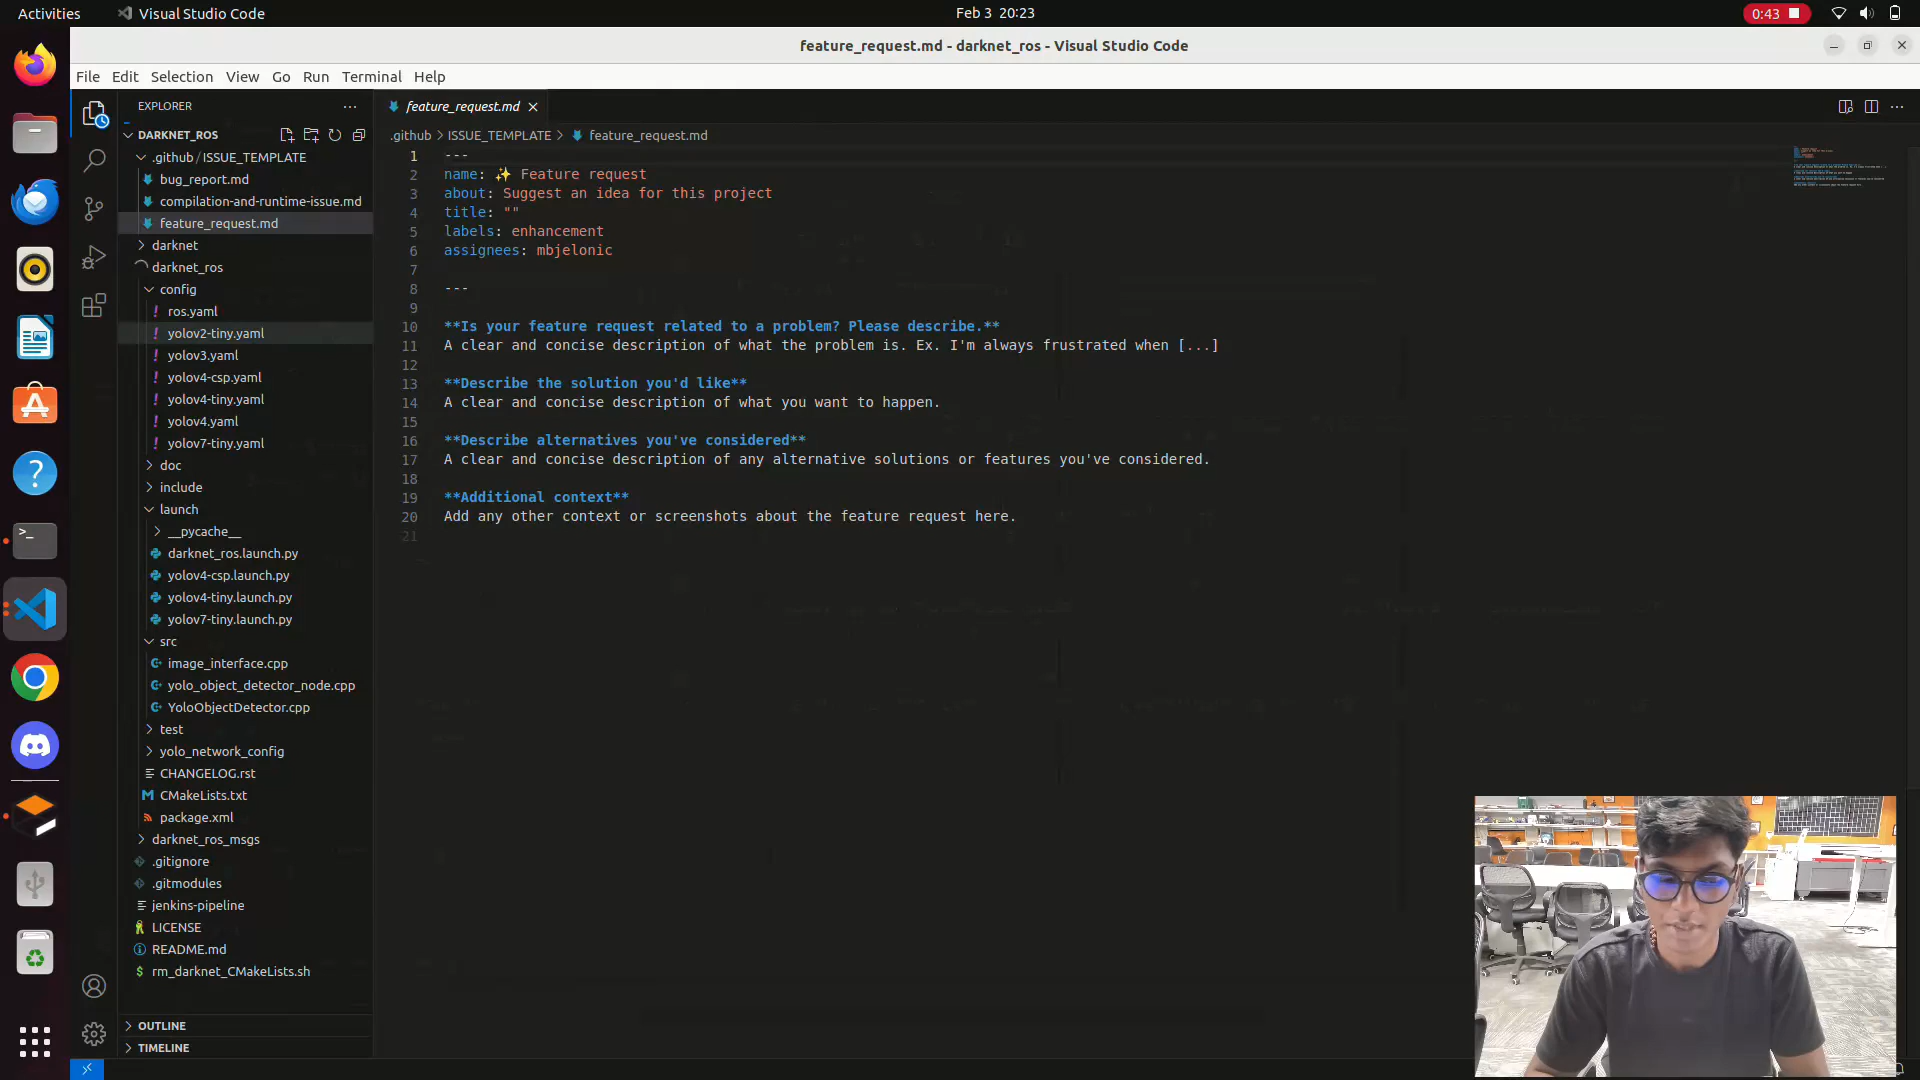 Activities Visual Studio Code Feb 3 20:23 0:43
feature_request.md - darknet_ros - Visual Studio Code
File Edit Selection View Go Run Terminal Help
EXPLORER
feature_request.md
DARKNET_ROS
.github > ISSUE_TEMPLATE > feature_request.md
.github / ISSUE_TEMPLATE
bug_report.md
compilation-and-runtime-issue.md
feature_request.md
darknet
darknet_ros
config
ros.yaml
yolov2-tiny.yaml
yolov3.yaml
yolov4-csp.yaml
yolov4-tiny.yaml
yolov4.yaml
yolov7-tiny.yaml
doc
include
launch
__pycache__
darknet_ros.launch.py
yolov4-csp.launch.py
yolov4-tiny.launch.py
yolov7-tiny.launch.py
src
image_interface.cpp
yolo_object_detector_node.cpp
YoloObjectDetector.cpp
test
yolo_network_config
CHANGELOG.rst
CMakeLists.txt
package.xml
darknet_ros_msgs
.gitignore
.gitmodules
jenkins-pipeline
LICENSE
README.md
rm_darknet_CMakeLists.sh
OUTLINE
TIMELINE
1 ---
2 name: ✨ Feature request
3 about: Suggest an idea for this project
4 title: ""
5 labels: enhancement
6 assignees: mbjelonic
7
8 ---
9
10 **Is your feature request related to a problem? Please describe.**
11 A clear and concise description of what the problem is. Ex. I'm always frustrated when [...]
12
13 **Describe the solution you'd like**
14 A clear and concise description of what you want to happen.
15
16 **Describe alternatives you've considered**
17 A clear and concise description of any alternative solutions or features you've considered.
18
19 **Additional context**
20 Add any other context or screenshots about the feature request here.
21